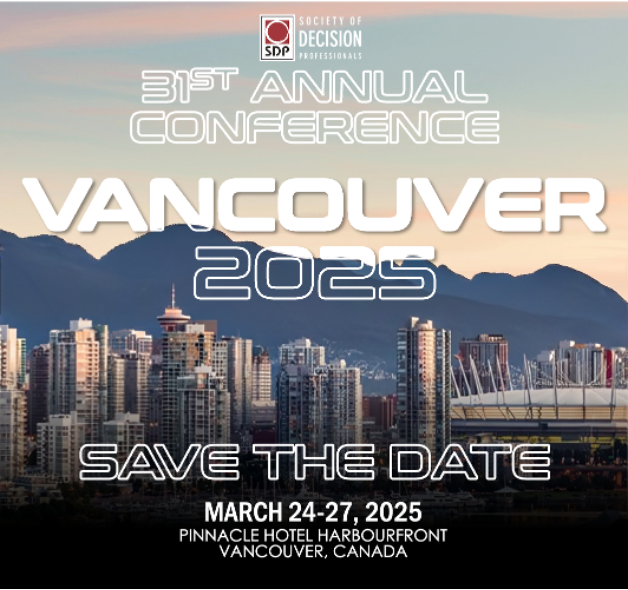 SOCIETY OF
DECISION
PROFESSIONALS
SDP
31ST ANNUAL
CONFERENCE
VANCOUVER
2025
SAVE THE DATE
MARCH 24-27, 2025
PINNACLE HOTEL HARBOURFRONT
VANCOUVER, CANADA